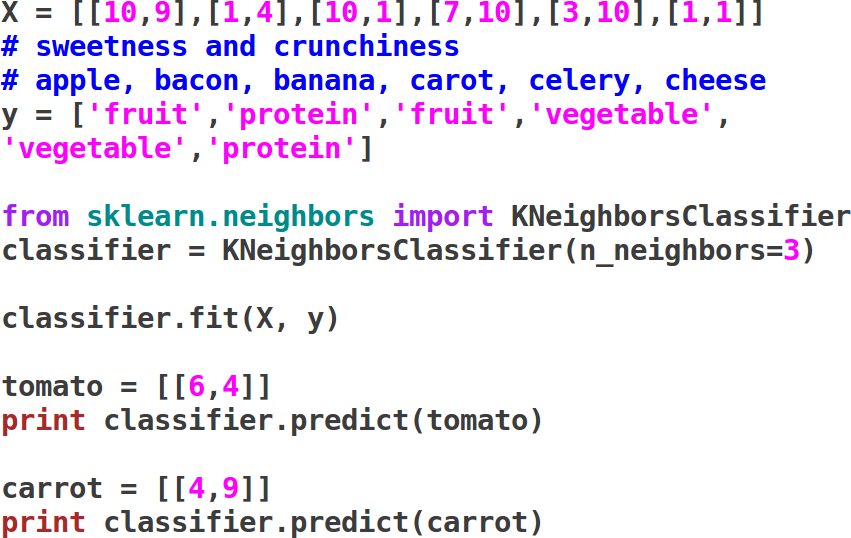 X = [[10,9],[1,4],[10,1],[7,10],[3,10],[1,1]]
# sweetness and crunchiness
# apple, bacon, banana, carot, celery, cheese
y = ['fruit','protein','fruit','vegetable',
'vegetable','protein']
from sklearn.neighbors import KNeighborsClassifier
classifier = KNeighborsClassifier(n_neighbors=3)
classifier.fit(X, y)
tomato = [[6,4]]
print classifier.predict(tomato)
carrot = [[4,9]]
print classifier.predict(carrot)